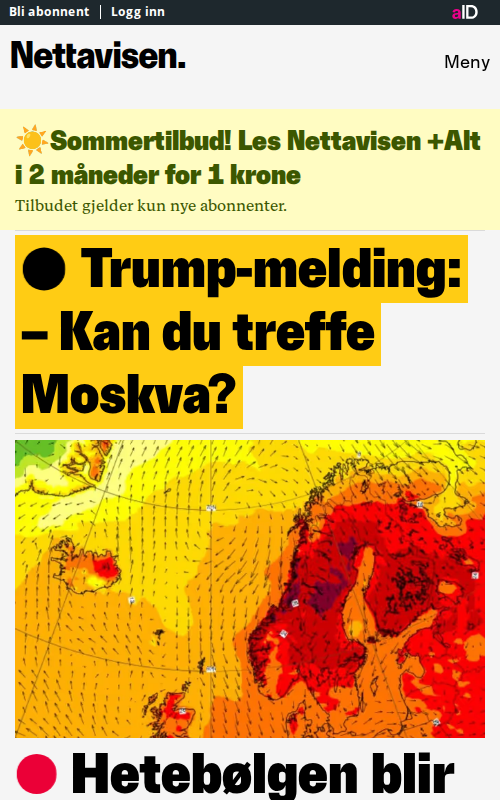 Bli abonnent | Logg inn
aID
Nettavisen.
Meny
☀️Sommertilbud! Les Nettavisen +Alt
i 2 måneder for 1 krone
Tilbudet gjelder kun nye abonnenter.
● Trump-melding:
– Kan du treffe
Moskva?
Hetebølgen blir